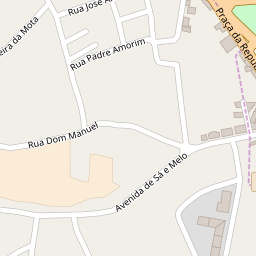 Rua José A
eira da Mota
Rua Padre Amorim
Praça da Repu
Rua Dom Manuel
Avenida de Sá e Melo